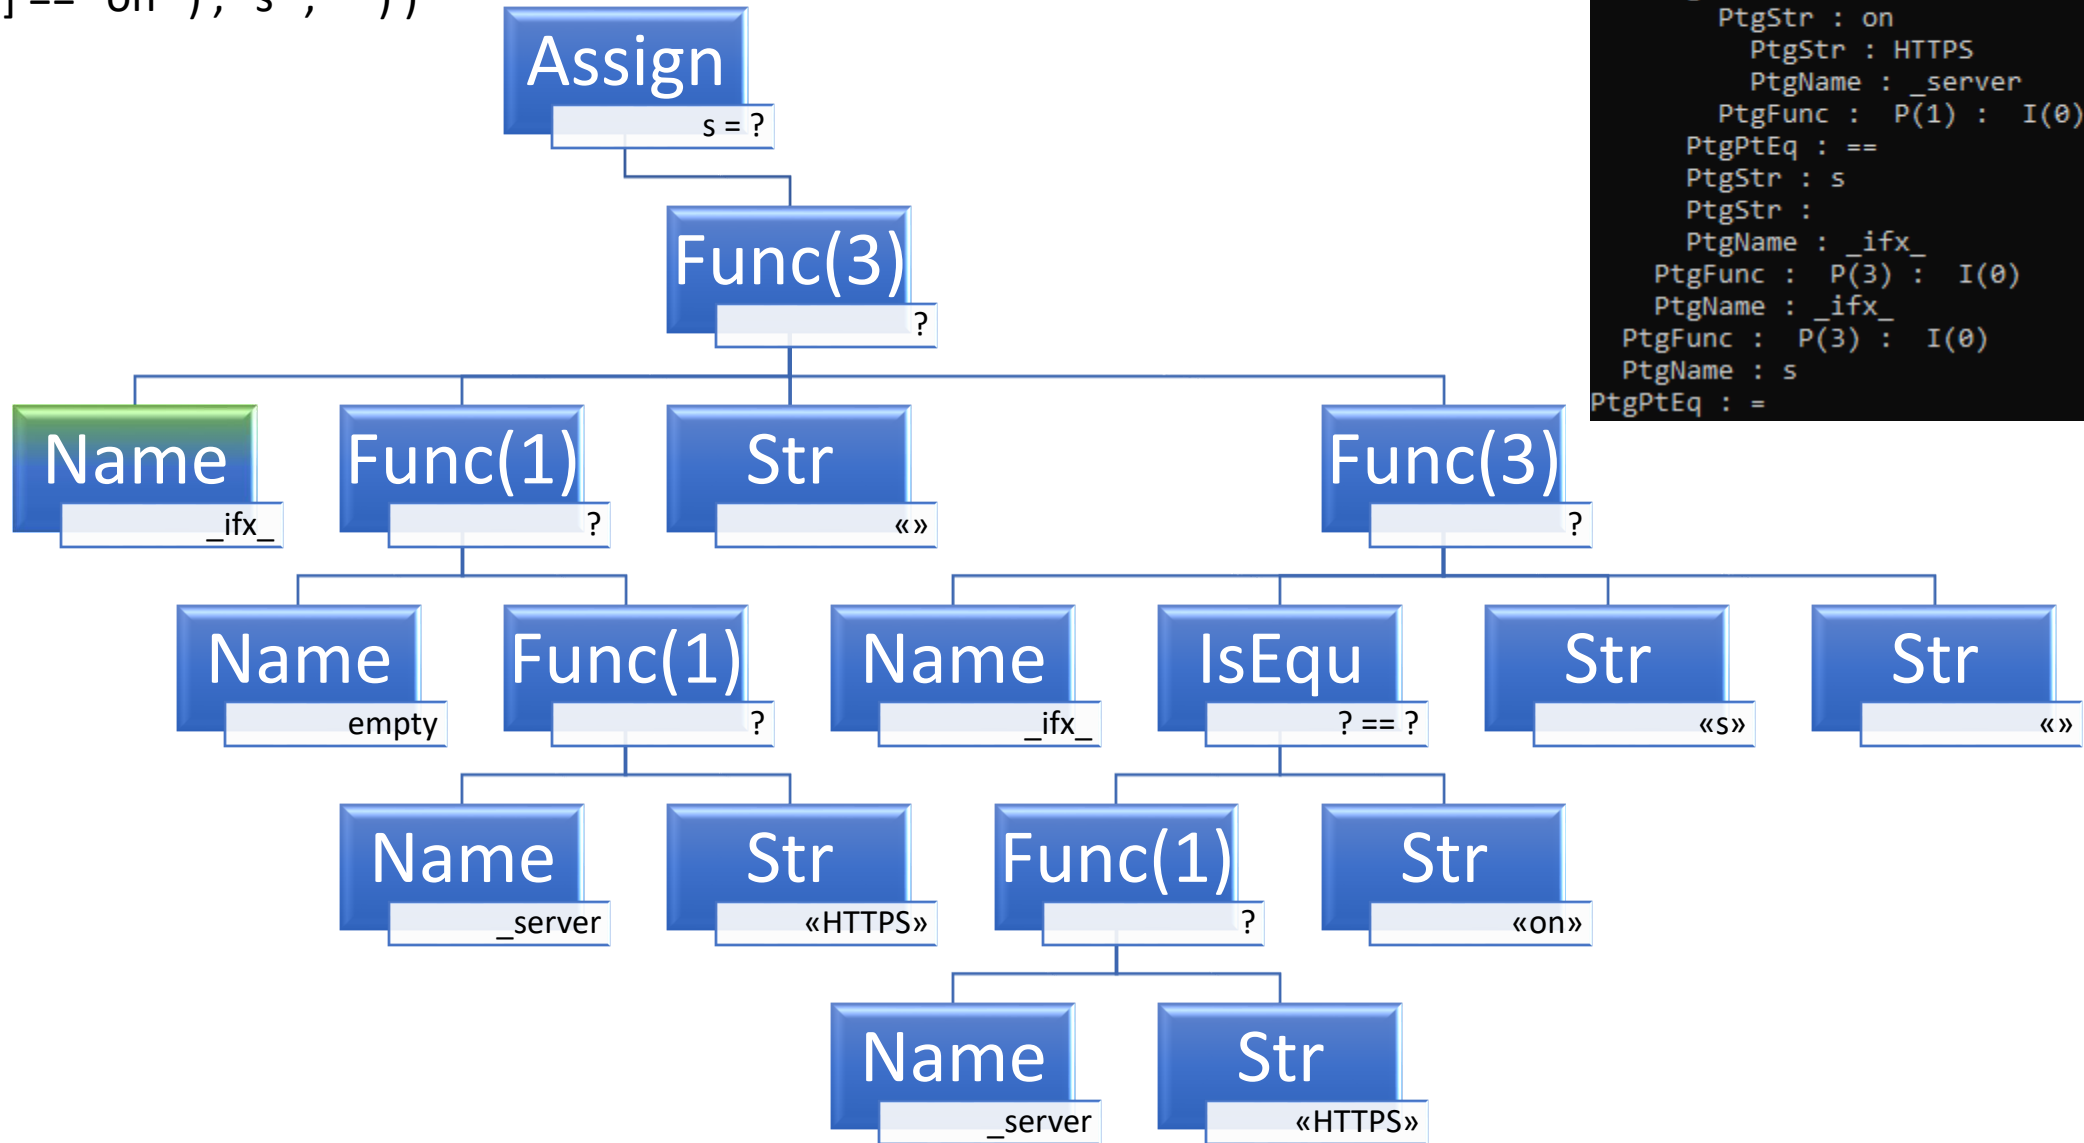 ] == "on" ) , "s" , "" ) )
Assign
s = ?
Func(3)
?
Name
_ifx_
Func(1)
?
Str
«»
Func(3)
?
Name
empty
Func(1)
?
Name
_ifx_
IsEqu
? == ?
Str
«s»
Str
«»
Name
_server
Str
«HTTPS»
Func(1)
?
Str
«on»
Name
_server
Str
«HTTPS»
PtgStr : on
PtgStr : HTTPS
PtgName : _server
PtgFunc :  P(1) :  I(0)
PtgPtEq : ==
PtgStr : s
PtgStr :
PtgName : _ifx_
PtgFunc :  P(3) :  I(0)
PtgName : _ifx_
PtgFunc :  P(3) :  I(0)
PtgName : s
PtgPtEq : =